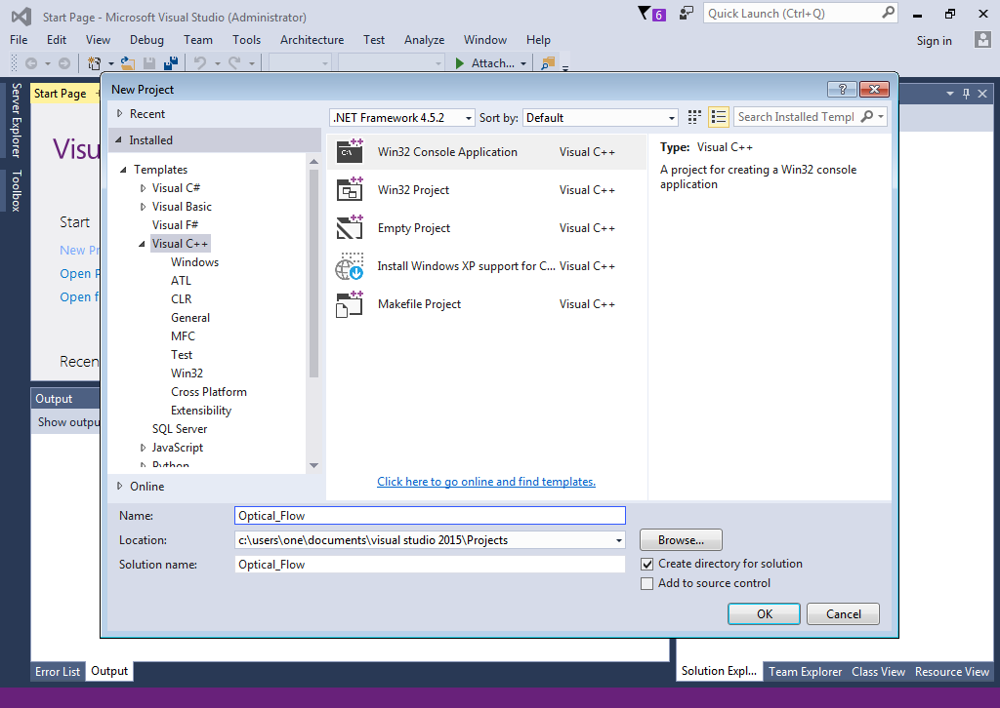 Start Page - Microsoft Visual Studio (Administrator)
6
Quick Launch (Ctrl+Q)
File Edit View Debug Team Tools Architecture Test Analyze Window Help
Sign in
Attach...
Server Explorer
Toolbox
Start Page
Visu
Start
New Pr
Open P
Open f
Recen
Output
Show outpu
New Project
?
Recent
Installed
Templates
Visual C#
Visual Basic
Visual F#
Visual C++
Windows
ATL
CLR
General
MFC
Test
Win32
Cross Platform
Extensibility
SQL Server
JavaScript
Python
Online
.NET Framework 4.5.2 Sort by: Default
Search Installed Templ
C:\ Win32 Console Application Visual C++
Win32 Project Visual C++
Empty Project Visual C++
Install Windows XP support for C... Visual C++
Makefile Project Visual C++
Click here to go online and find templates.
Type: Visual C++
A project for creating a Win32 console
application
Name: Optical_Flow
Location: c:\users\one\documents\visual studio 2015\Projects
Browse...
Solution name: Optical_Flow
Create directory for solution
Add to source control
OK Cancel
Error List Output
Solution Expl... Team Explorer Class View Resource View